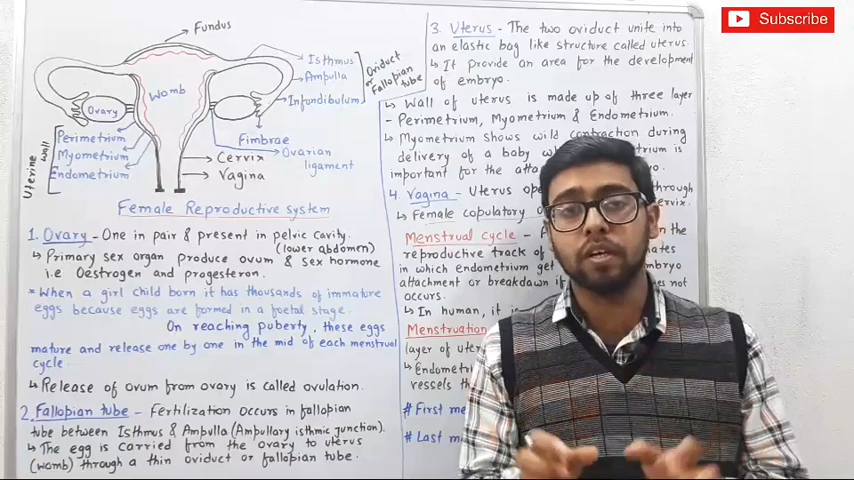 Subscribe
Fundus
Isthmus
Ampulla
Infundibulum
Oviduct
or
Fallopian
tube
Womb
Ovary
Perimetrium
Myometrium
Endometrium
Uterine wall
Fimbrae
Ovarian
ligament
Cervix
Vagina
Female Reproductive system
1. Ovary - One in pair & present in pelvic cavity.
(lower abdomen)
↳ Primary sex organ produce ovum & sex hormone
i.e Oestrogen and progesteron.
* When a girl child born it has thousands of immature
eggs because eggs are formed in a foetal stage.
On reaching puberty, these eggs
mature and release one by one in the mid of each menstrual
cycle.
↳ Release of ovum from ovary is called ovulation.
2. Fallopian tube - Fertilization occurs in fallopian
tube between Isthmus & Ampulla (Ampullary isthmic junction).
↳ The egg is carried from the ovary to uterus
(womb) through a thin oviduct or fallopian tube.
3. Uterus - The two oviduct unite into
an elastic bag like structure called uterus.
↳ It provide an area for the development
of embryo.
↳ Wall of uterus is made up of three layer
- Perimetrium, Myometrium & Endometrium.
↳ Myometrium shows wild contraction during
delivery of a baby trium is
important for the
4. Vagina - Uterus through
↳ Female copulatory rvix.
Menstrual cycle - n the
reproductive track of
in which endometrium get embryo
attachment or breakdown does not
occurs.
↳ In human, it
Menstruation
layer of
↳
vessels
# First
# Last